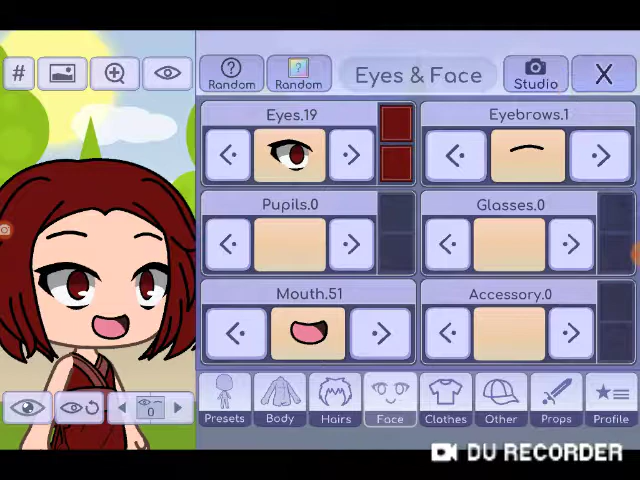 #
?
Random
?
Random
Eyes & Face
Studio
X
Eyes.19
Eyebrows.1
Pupils.0
Glasses.0
Mouth.51
Accessory.0
0
Presets
Body
Hairs
Face
Clothes
Other
Props
Profile
DU RECORDER